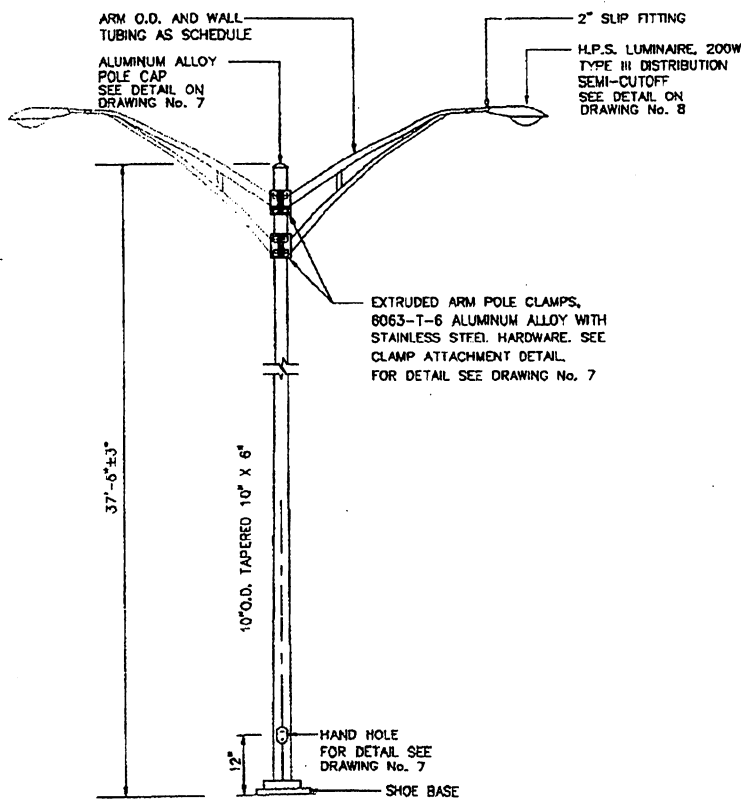 ARM O.D. AND WALL
TUBING AS SCHEDULE
2" SLIP FITTING
ALUMINUM ALLOY
POLE CAP
SEE DETAIL ON
DRAWING No. 7
H.P.S. LUMINAIRE, 200W
TYPE III DISTRIBUTION
SEMI-CUTOFF
SEE DETAIL ON
DRAWING No. 8
EXTRUDED ARM POLE CLAMPS,
6063-T-6 ALUMINUM ALLOY WITH
STAINLESS STEEL HARDWARE. SEE
CLAMP ATTACHMENT DETAIL
FOR DETAIL SEE DRAWING No. 7
37'-6"±3"
10"O.D. TAPERED 10" X 6"
12"
HAND HOLE
FOR DETAIL SEE
DRAWING No. 7
SHOE BASE